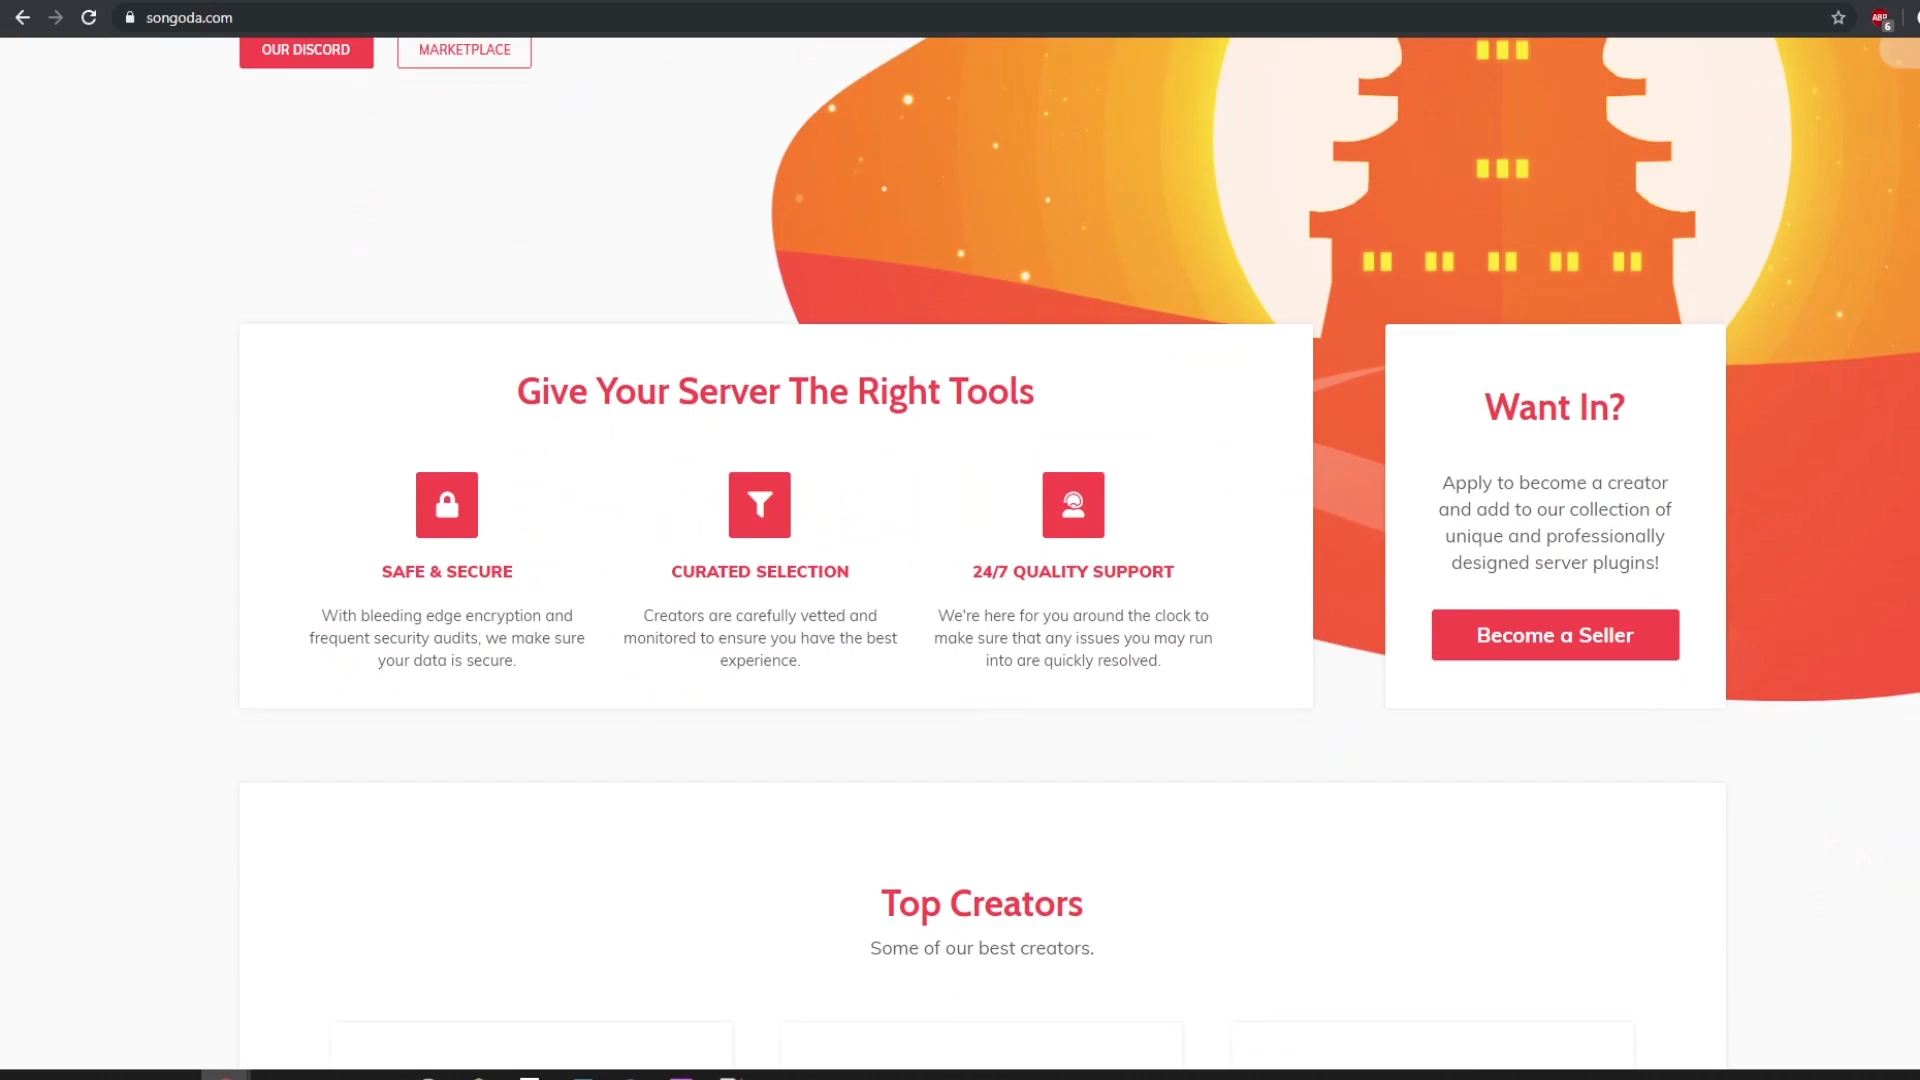 songoda.com
ABP
6
OUR DISCORD
MARKETPLACE
Give Your Server The Right Tools
SAFE & SECURE
With bleeding edge encryption and
frequent security audits, we make sure
your data is secure.
CURATED SELECTION
Creators are carefully vetted and
monitored to ensure you have the best
experience.
24/7 QUALITY SUPPORT
We're here for you around the clock to
make sure that any issues you may run
into are quickly resolved.
Want In?
Apply to become a creator
and add to our collection of
unique and professionally
designed server plugins!
Become a Seller
Top Creators
Some of our best creators.